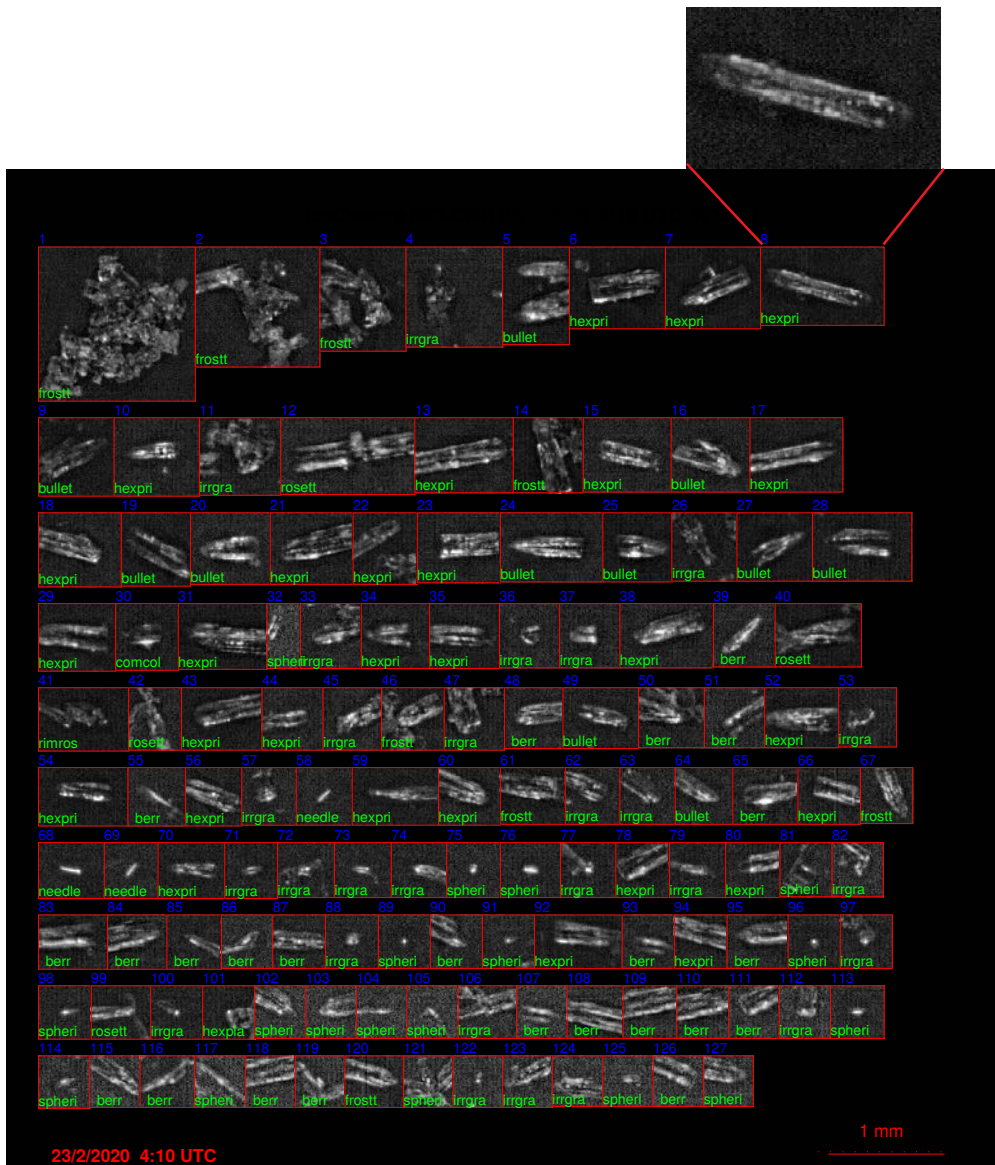 1 2 3 4 5 6 7 8
frostt frostt frostt irrgra bullet hexpri hexpri hexpri
9 10 11 12 13 14 15 16 17
bullet hexpri irrgra rosett hexpri frostt hexpri bullet hexpri
18 19 20 21 22 23 24 25 26 27 28
hexpri bullet bullet hexpri hexpri hexpri bullet bullet irrgra bullet bullet
29 30 31 32 33 34 35 36 37 38 39 40
hexpri comcol hexpri spheri irrgra hexpri hexpri irrgra irrgra hexpri berr rosett
41 42 43 44 45 46 47 48 49 50 51 52 53
rimros rosett hexpri hexpri irrgra frostt irrgra berr bullet berr berr hexpri irrgra
54 55 56 57 58 59 60 61 62 63 64 65 66 67
hexpri berr hexpri irrgra needle hexpri hexpri frostt irrgra irrgra bullet berr hexpri frostt
68 69 70 71 72 73 74 75 76 77 78 79 80 81 82
needle needle hexpri irrgra irrgra irrgra irrgra spheri spheri irrgra hexpri irrgra hexpri spheri irrgra
83 84 85 86 87 88 89 90 91 92 93 94 95 96 97
berr berr berr berr berr irrgra spheri berr spheri hexpri berr hexpri berr spheri irrgra
98 99 100 101 102 103 104 105 106 107 108 109 110 111 112 113
spheri rosett irrgra hexpla spheri spheri spheri spheri irrgra berr berr berr berr berr irrgra spheri
114 115 116 117 118 119 120 121 122 123 124 125 126 127
spheri berr berr spheri berr berr frostt spheri irrgra irrgra irrgra spheri berr spheri
1 mm
23/2/2020 4:10 UTC